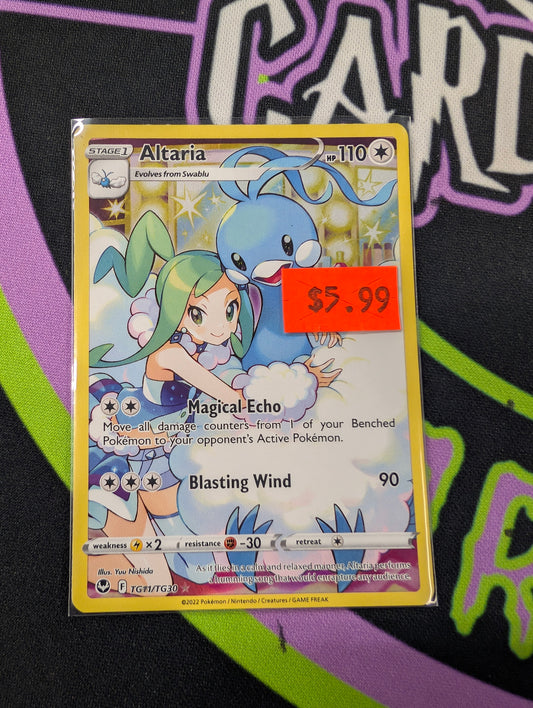 CARD
STAGE 1
Altaria
HP 110
Evolves from Swablu
$5.99
Magical Echo
Move all damage counters from 1 of your Benched
Pokémon to your opponent's Active Pokémon.
Blasting Wind 90
weakness ×2 resistance -30 retreat
Illus. Yuu Nishida
As it lies in a calm and relaxed manner, Altaria performs
a humming song that would enrapture any audience.
F TG11/TG30
©2022 Pokémon / Nintendo / Creatures / GAME FREAK